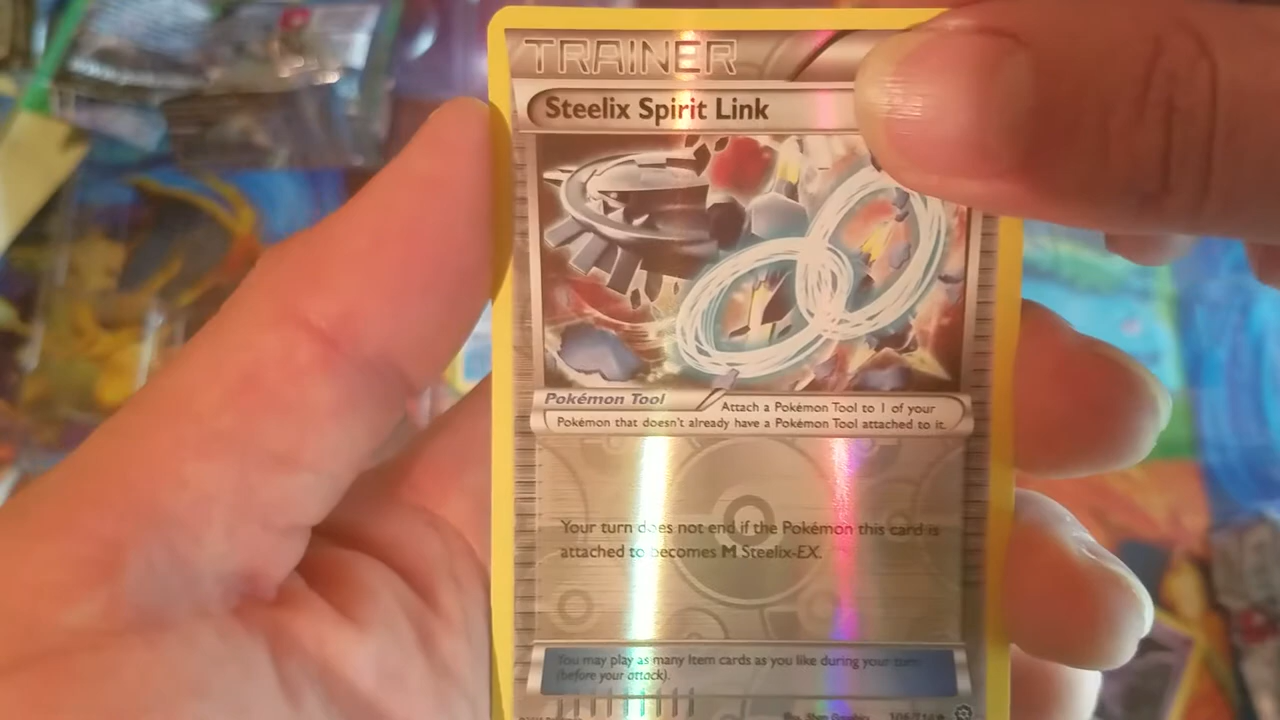 TRAINER
Steelix Spirit Link
Pokémon Tool
Attach a Pokémon Tool to 1 of your
Pokémon that doesn't already have a Pokémon Tool attached to it.
Your turn does not end if the Pokémon this card is
attached to becomes M Steelix-EX.
You may play as many Item cards as you like during your turn
(before your attack).
106/114